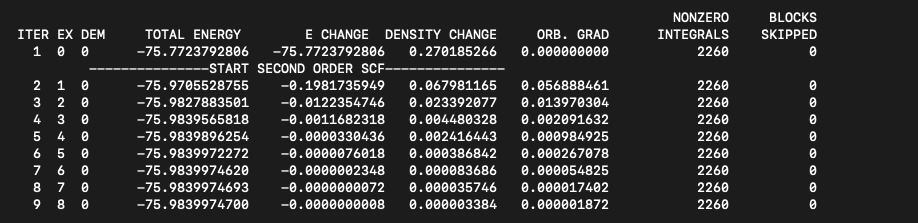 NONZERO BLOCKS
ITER EX DEM TOTAL ENERGY E CHANGE DENSITY CHANGE ORB. GRAD INTEGRALS SKIPPED
1 0 0 -75.7723792806 -75.7723792806 0.270185266 0.000000000 2260 0
---------------START SECOND ORDER SCF---------------
2 1 0 -75.9705528755 -0.1981735949 0.067981165 0.056888461 2260 0
3 2 0 -75.9827883501 -0.0122354746 0.023392077 0.013970304 2260 0
4 3 0 -75.9839565818 -0.0011682318 0.004480328 0.002091632 2260 0
5 4 0 -75.9839896254 -0.0000330436 0.002416443 0.000984925 2260 0
6 5 0 -75.9839972272 -0.0000076018 0.000386842 0.000267078 2260 0
7 6 0 -75.9839974620 -0.0000002348 0.000083686 0.000054825 2260 0
8 7 0 -75.9839974693 -0.0000000072 0.000035746 0.000017402 2260 0
9 8 0 -75.9839974700 -0.0000000008 0.000003384 0.000001872 2260 0